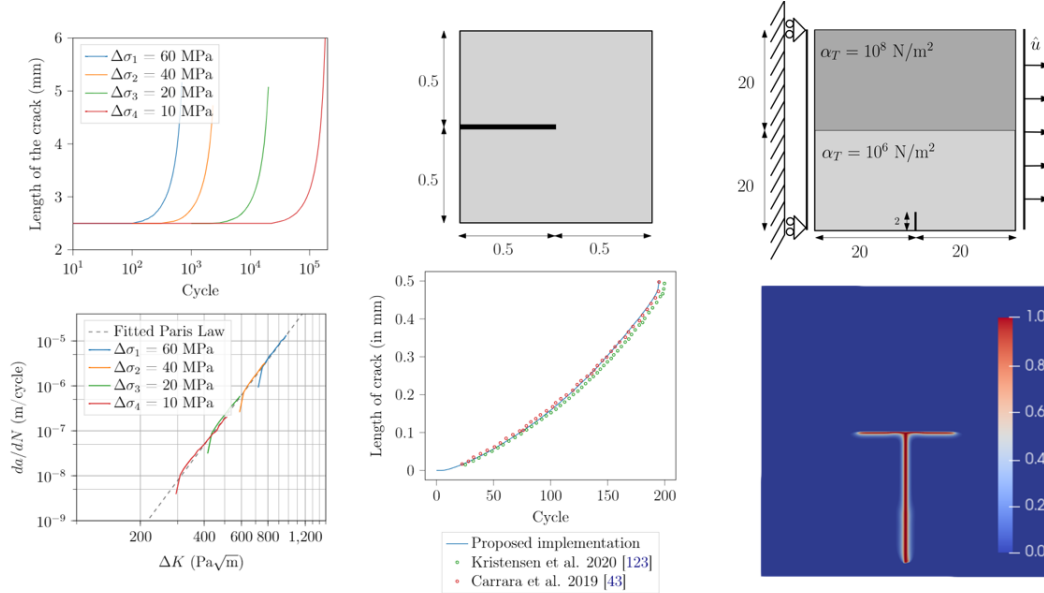 6
5
4
3
2
Length of the crack (mm)
Δσ₁ = 60 MPa
Δσ₂ = 40 MPa
Δσ₃ = 20 MPa
Δσ₄ = 10 MPa
10¹ 10² 10³ 10⁴ 10⁵
Cycle
0.5
0.5
0.5 0.5
α_T = 10⁸ N/m²
α_T = 10⁶ N/m²
û
20
20
2
20 20
10⁻⁵
10⁻⁶
10⁻⁷
10⁻⁸
10⁻⁹
da/dN (m/cycle)
Fitted Paris Law
Δσ₁ = 60 MPa
Δσ₂ = 40 MPa
Δσ₃ = 20 MPa
Δσ₄ = 10 MPa
200 400 600 800 1,200
ΔK (Pa√m)
0.5
0.4
0.3
0.2
0.1
0
Length of crack (in mm)
0 50 100 150 200
Cycle
Proposed implementation
Kristensen et al. 2020 [123]
Carrara et al. 2019 [43]
1.0
0.8
0.6
0.4
0.2
0.0